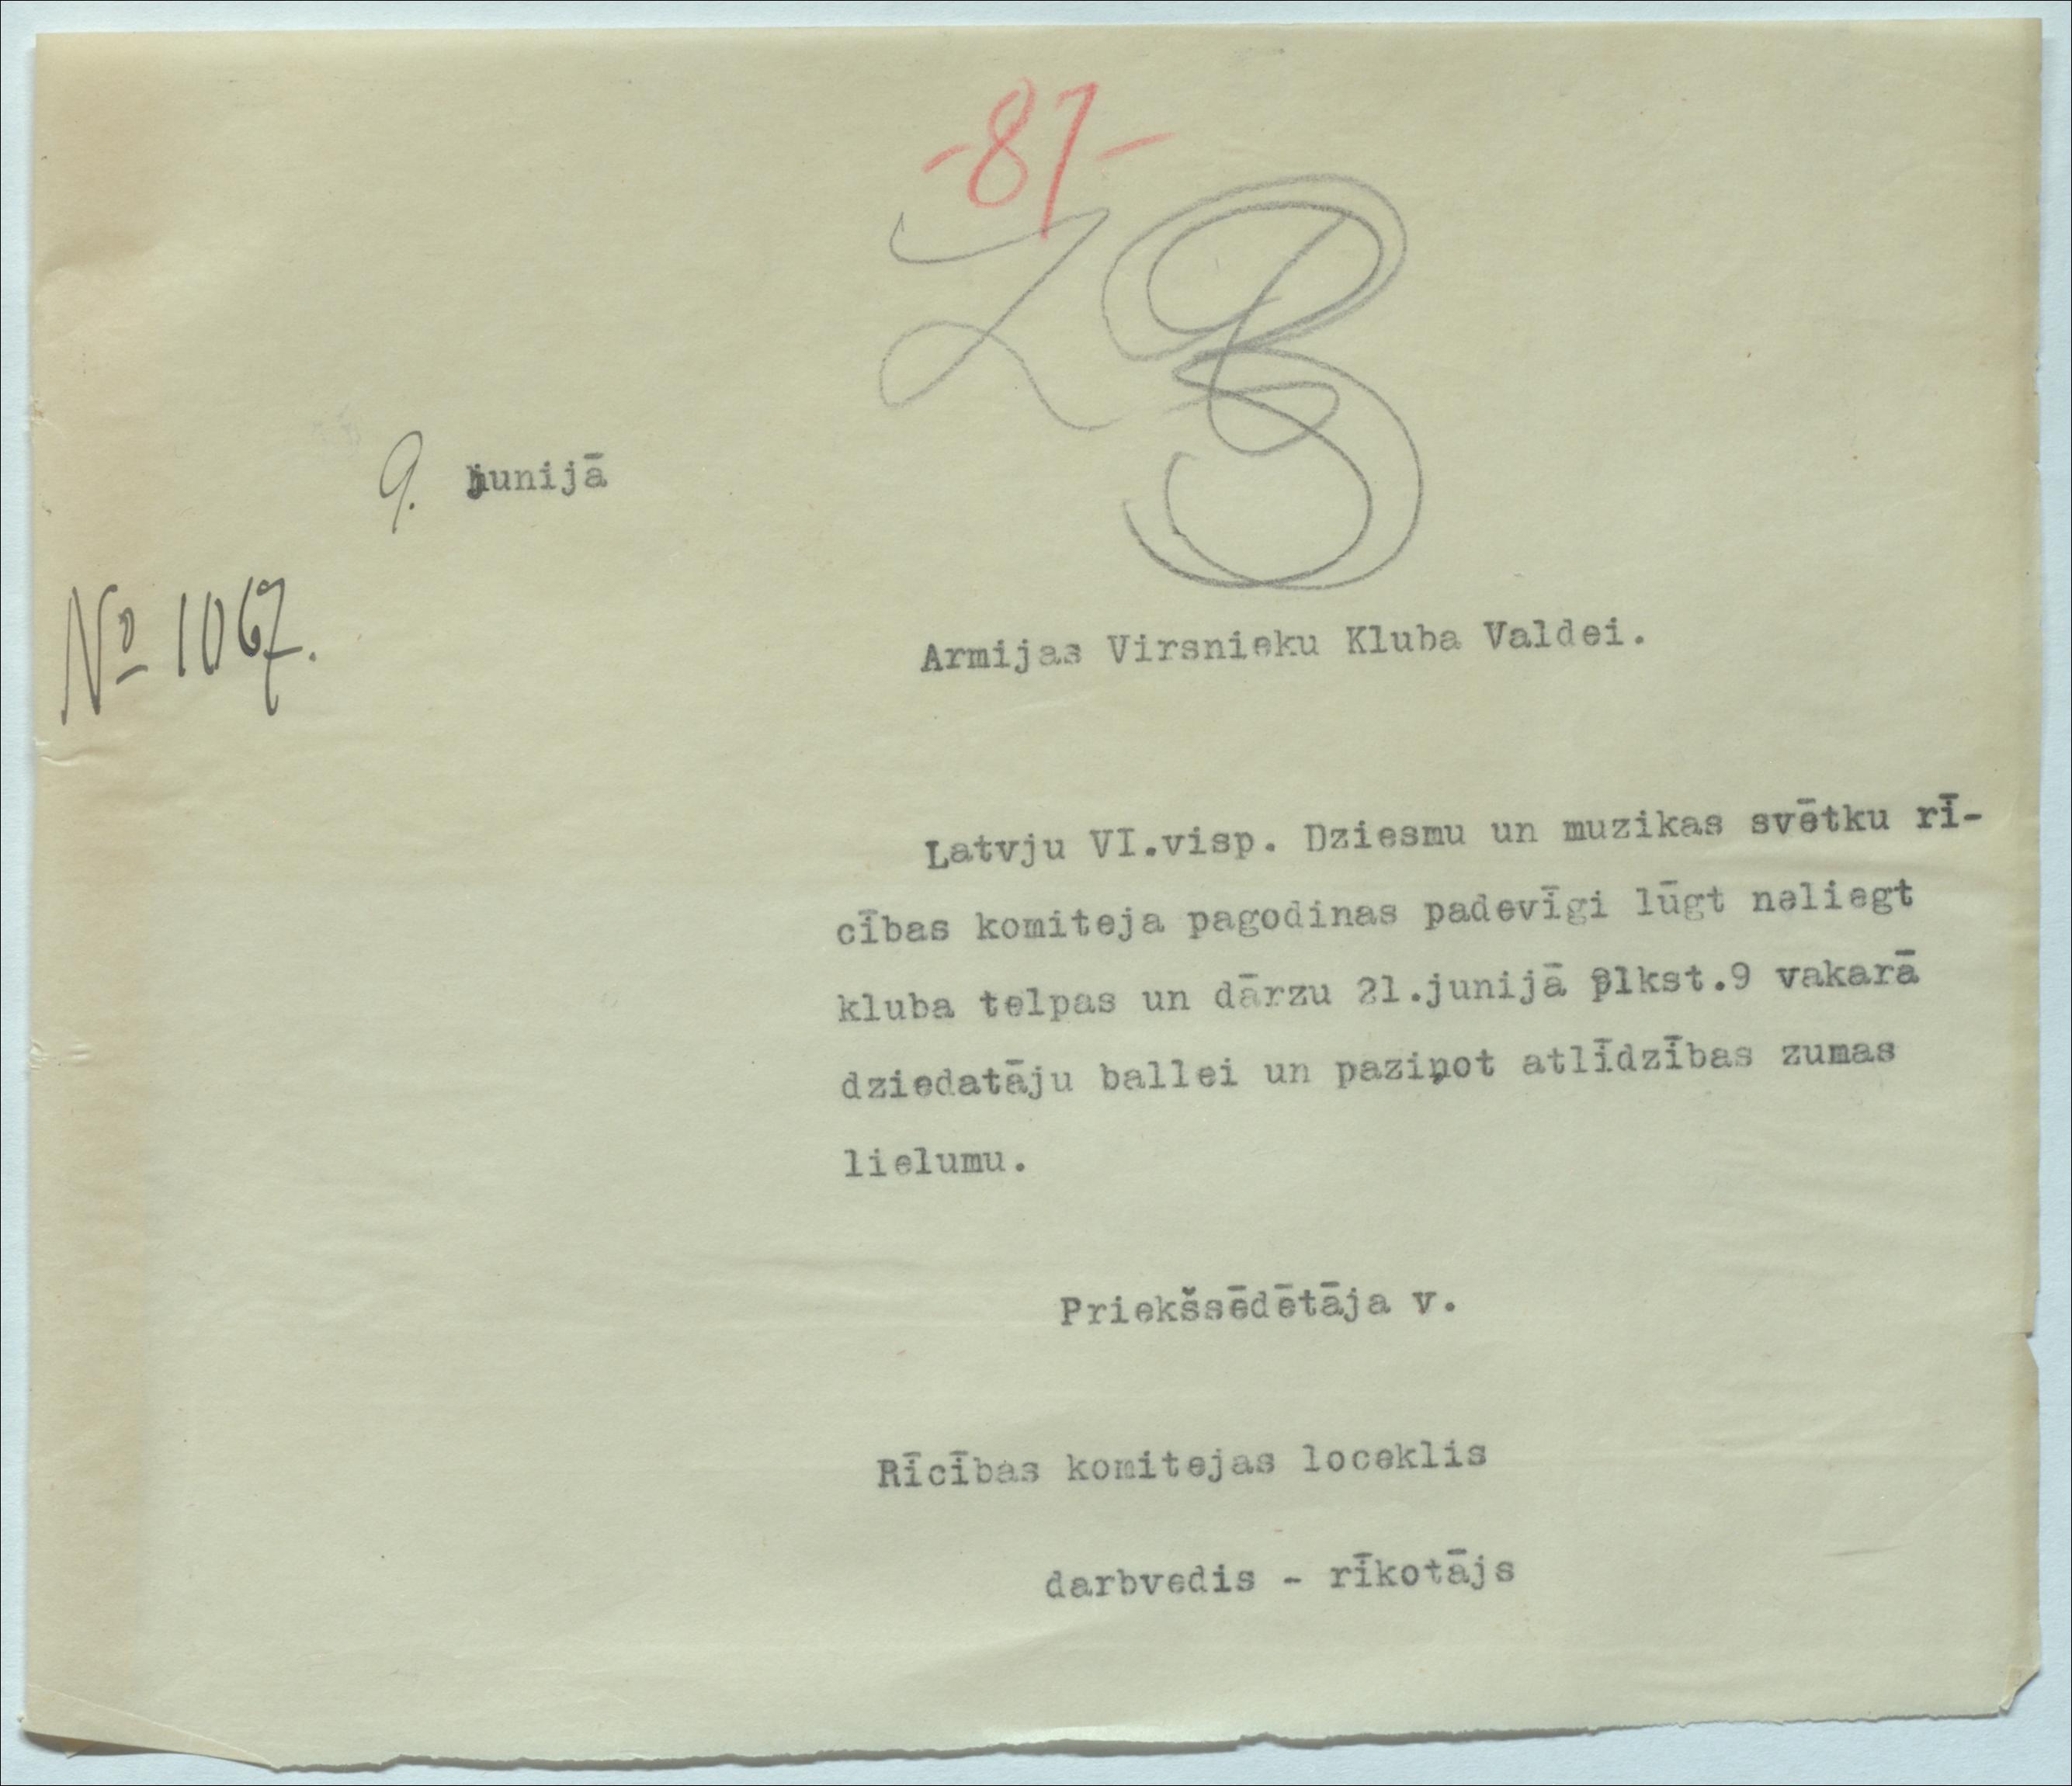 -87-
9. junijā
№ 1067.
Armijas Virsnieku Kluba Valdei.
Latvju VI.visp. Dziesmu un muzikas svētku rī-
cības komiteja pagodinas padevīgi lūgt neliegt
kluba telpas un dārzu 21.junijā plkst.9 vakarā
dziedatāju ballei un paziņot atlīdzības zumas
lielumu.
Priekšsēdētāja v.
Rīcības komitejas loceklis
darbvedis - rīkotājs